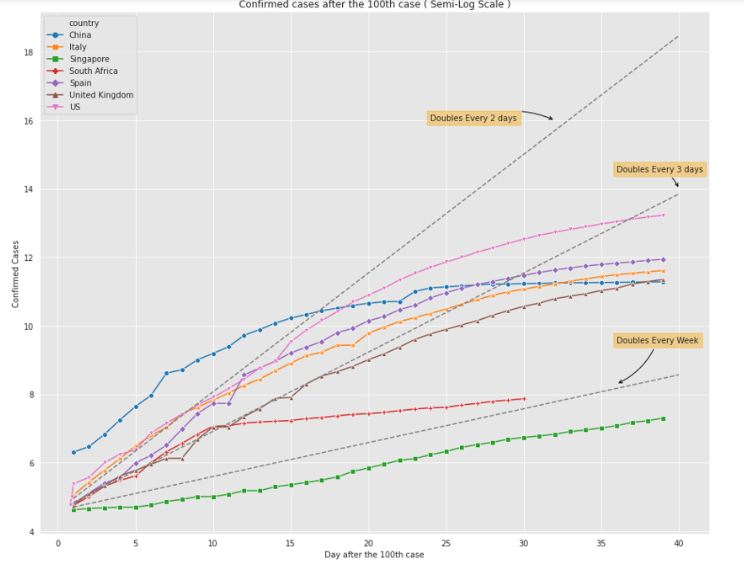 Confirmed cases after the 100th case ( Semi-Log Scale )
country
China
Italy
Singapore
South Africa
Spain
United Kingdom
US
18
16
14
12
10
8
6
4
Confirmed Cases
Doubles Every 2 days
Doubles Every 3 days
Doubles Every Week
0 5 10 15 20 25 30 35 40
Day after the 100th case